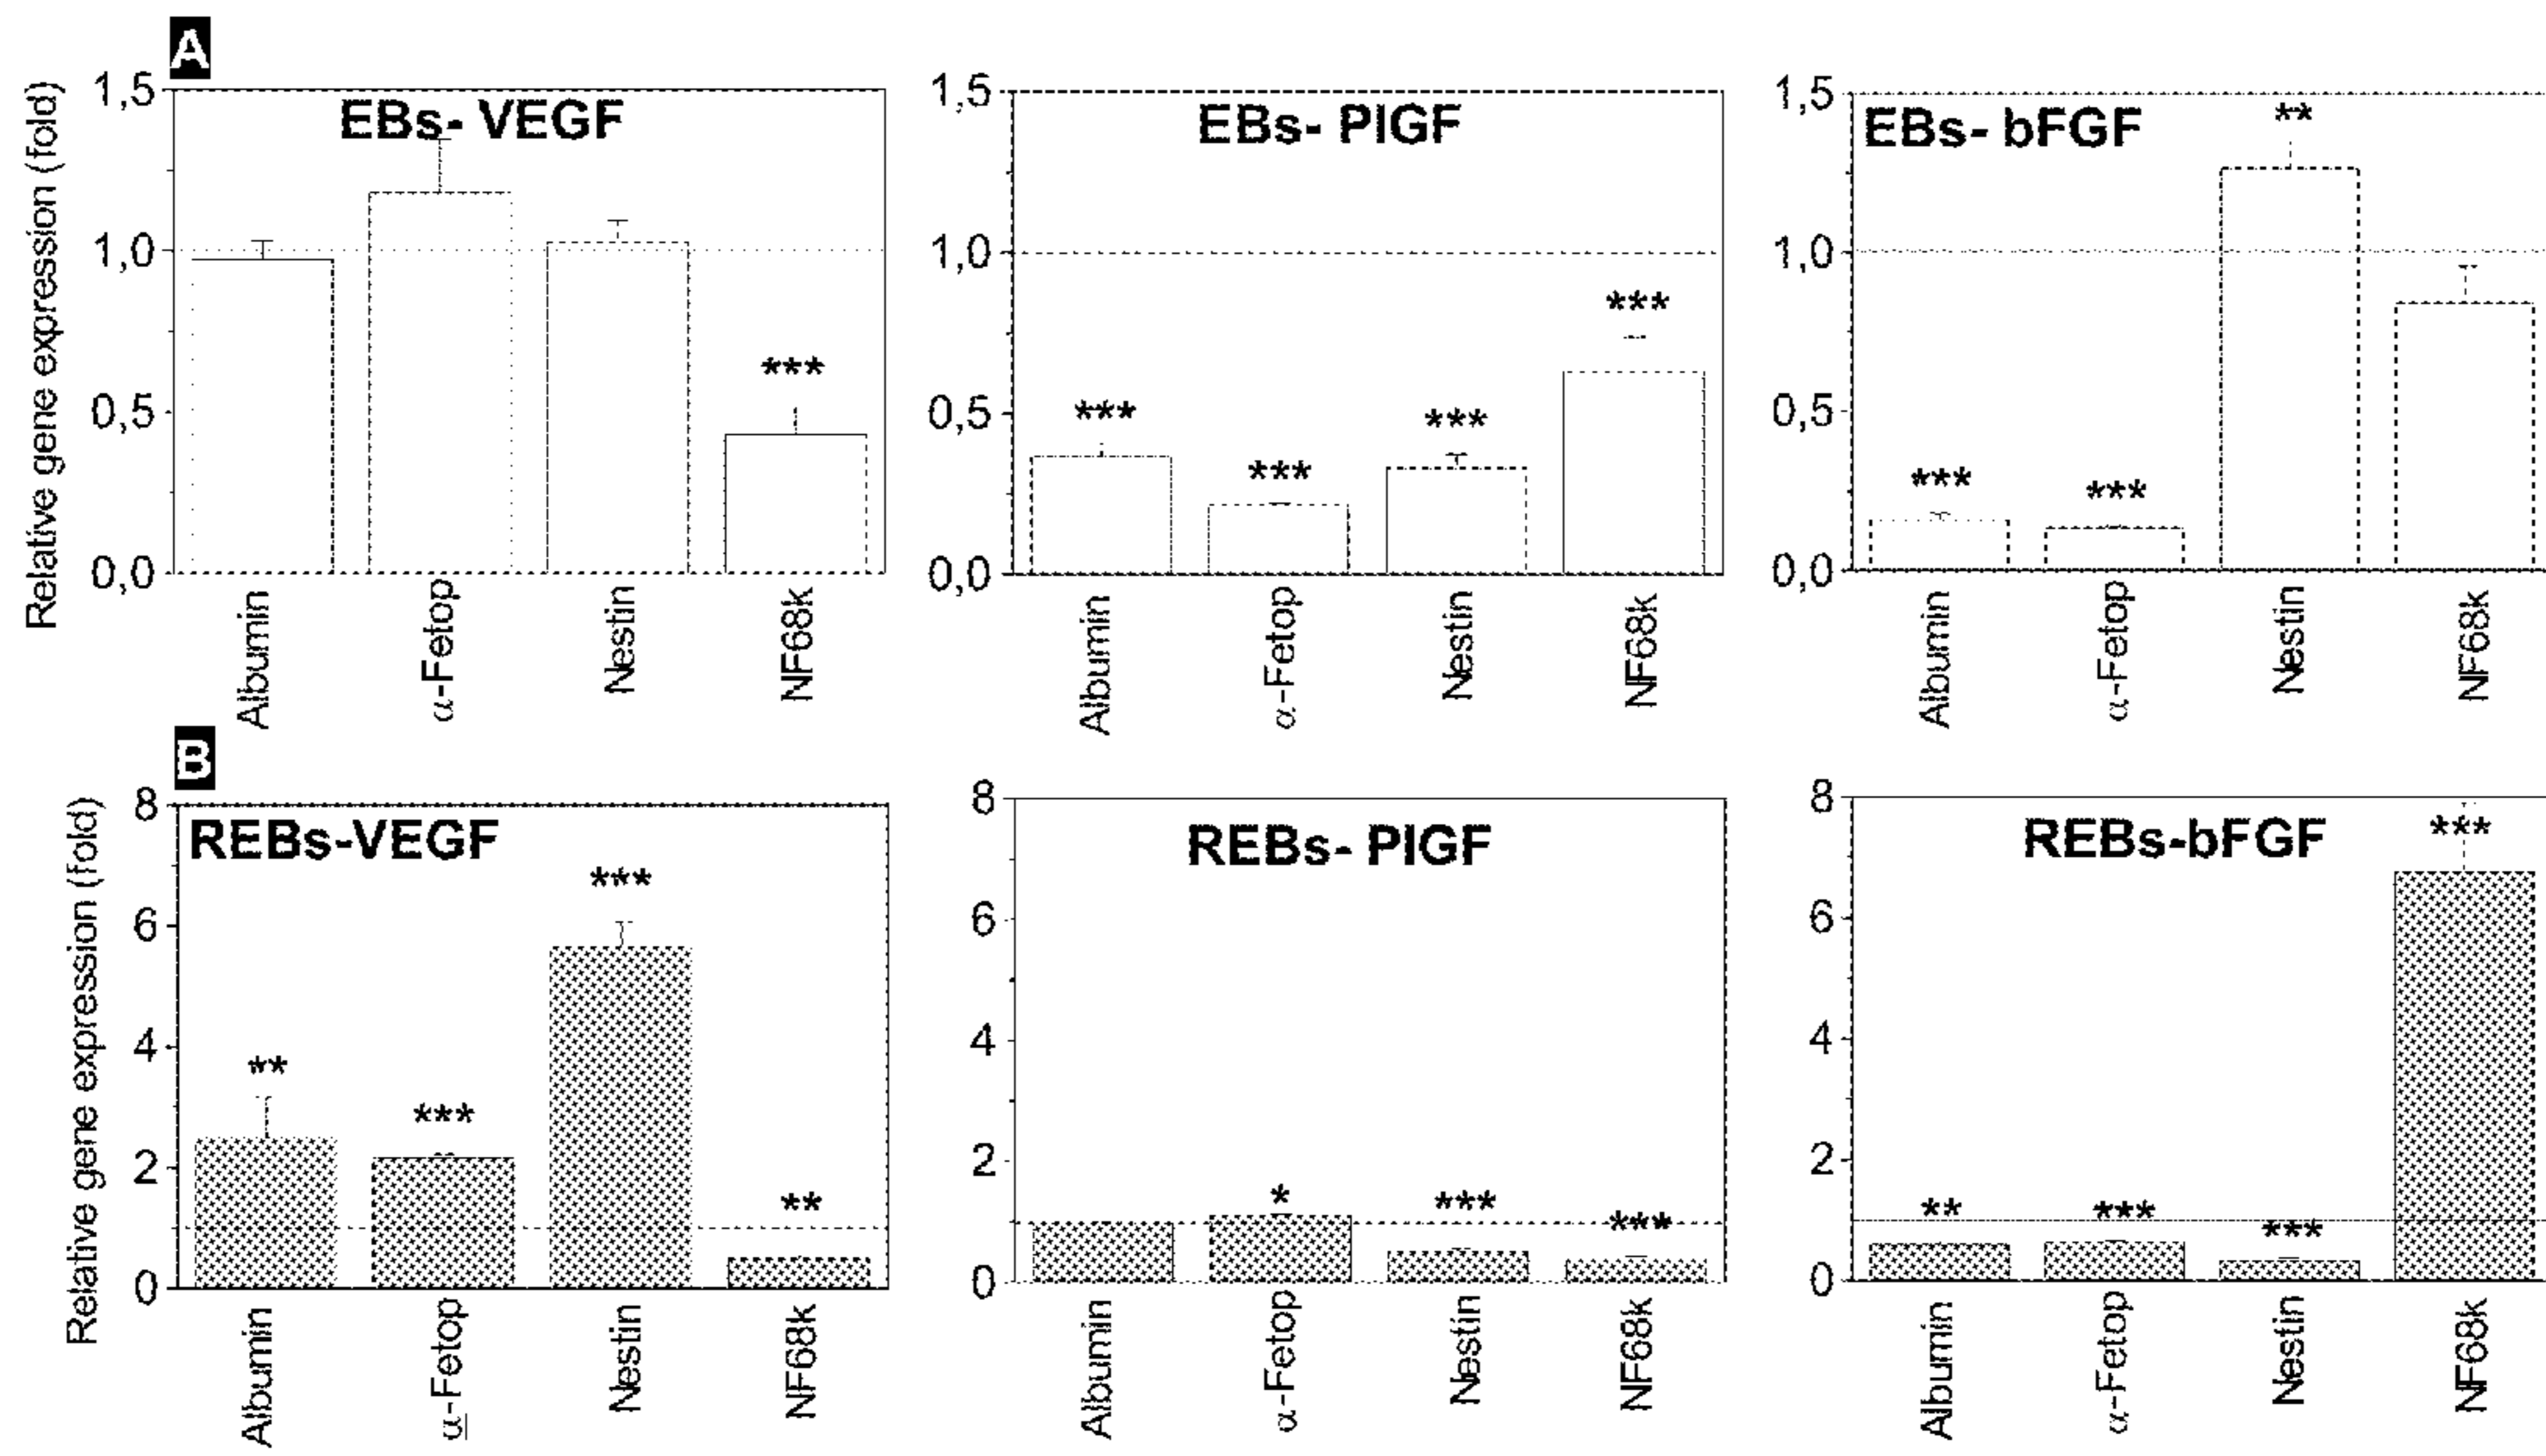 A
Relative gene expression (fold)
EBs- VEGF
1,5
1,0
0,5
0,0
***
Albumin
α-Fetop
Nestin
NF68k
EBs- PlGF
1,5
1,0
0,5
0,0
***
***
***
***
Albumin
α-Fetop
Nestin
NF68k
EBs- bFGF
1,5
1,0
0,5
0,0
***
***
**
Albumin
α-Fetop
Nestin
NF68k
B
Relative gene expression (fold)
REBs-VEGF
8
6
4
2
0
**
***
***
**
Albumin
α-Fetop
Nestin
NF68k
REBs- PlGF
8
6
4
2
0
*
***
***
Albumin
α-Fetop
Nestin
NF68k
REBs-bFGF
8
6
4
2
0
**
***
***
***
Albumin
α-Fetop
Nestin
NF68k